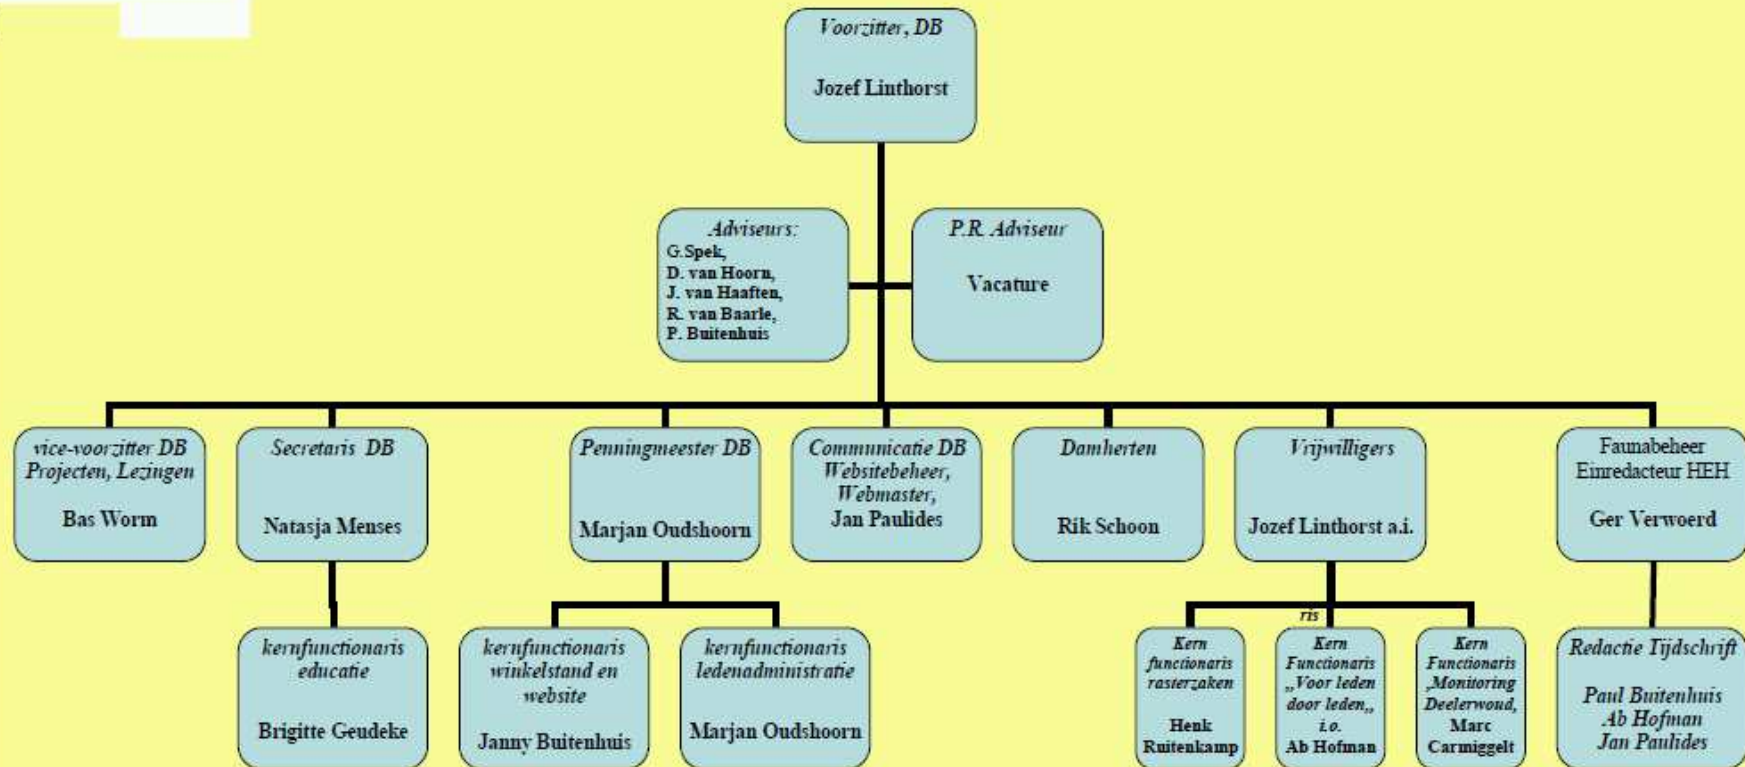 Voorzitter, DB
Jozef Linthorst
Adviseurs:
G.Spek,
D. van Hoorn,
J. van Haaften,
R. van Baarle,
P. Buitenhuis
P.R. Adviseur
Vacature
vice-voorzitter DB
Projecten, Lezingen
Bas Worm
Secretaris DB
Natasja Menses
Penningmeester DB
Marjan Oudshoorn
Communicatie DB
Websitebeheer,
Webmaster,
Jan Paulides
Damherten
Rik Schoon
Vrijwilligers
Jozef Linthorst a.i.
Faunabeheer
Einredacteur HEH
Ger Verwoerd
kernfunctionaris
educatie
Brigitte Geudeke
kernfunctionaris
winkelstand en
website
Janny Buitenhuis
kernfunctionaris
ledenadministratie
Marjan Oudshoorn
Kern
functionaris
rasterzaken
Henk
Ruitenkamp
ris
Kern
Functionaris
„Voor leden
door leden„
i.o.
Ab Hofman
Kern
Functionaris
‚Monitoring
Deelerwoud,
Marc
Carmiggelt
Redactie Tijdschrift
Paul Buitenhuis
Ab Hofman
Jan Paulides